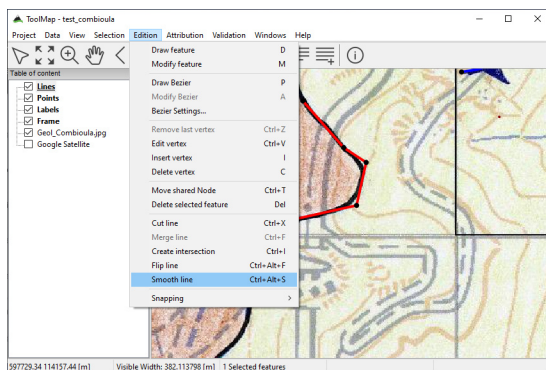 ToolMap - test_combioula
Project Data View Selection Edition Attribution Validation Windows Help
Table of content
Lines
Points
Labels
Frame
Geol_Combioula.jpg
Google Satellite
Draw feature D
Modify feature M
Draw Bezier P
Modify Bezier A
Bezier Settings...
Remove last vertex Ctrl+Z
Edit vertex Ctrl+V
Insert vertex I
Delete vertex C
Move shared Node Ctrl+T
Delete selected feature Del
Cut line Ctrl+X
Merge line Ctrl+F
Create intersection Ctrl+I
Flip line Ctrl+Alt+F
Smooth line Ctrl+Alt+S
Snapping
597729.34 114157.44 [m] Visible Width: 382.113798 [m] 1 Selected features